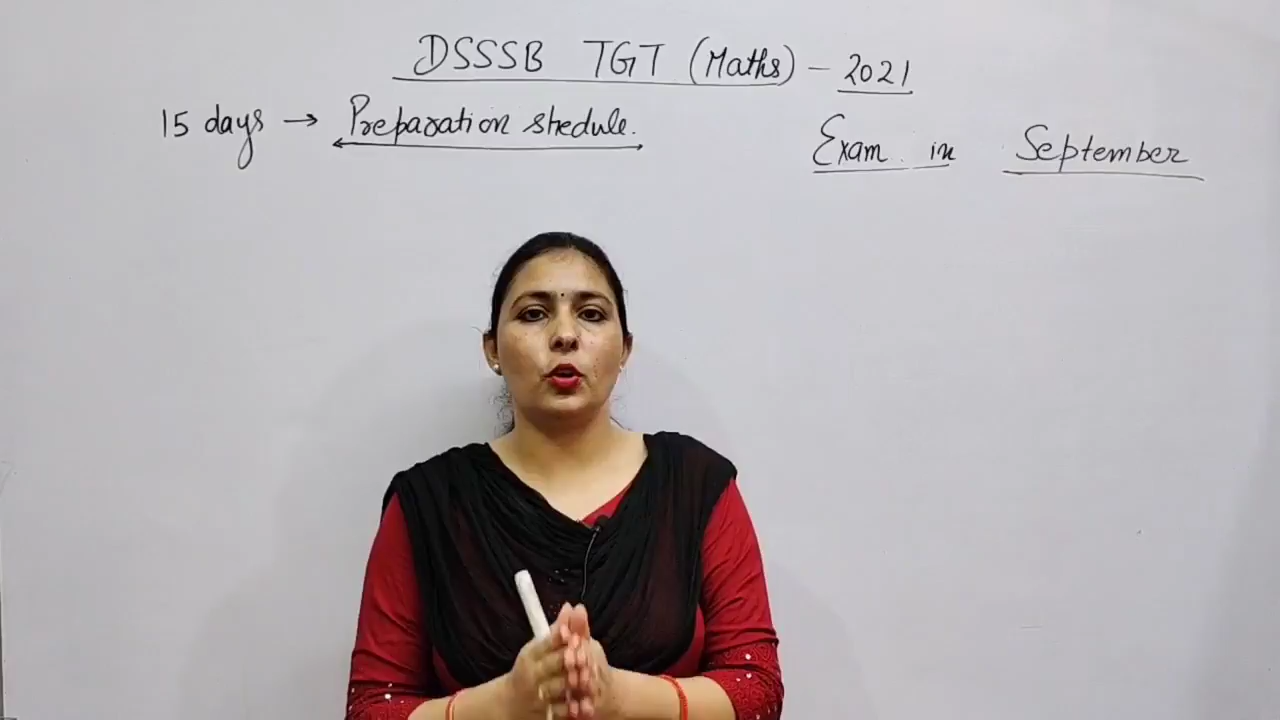 DSSSB TGT (Maths) - 2021
15 days → Preparation shedule.
Exam in September